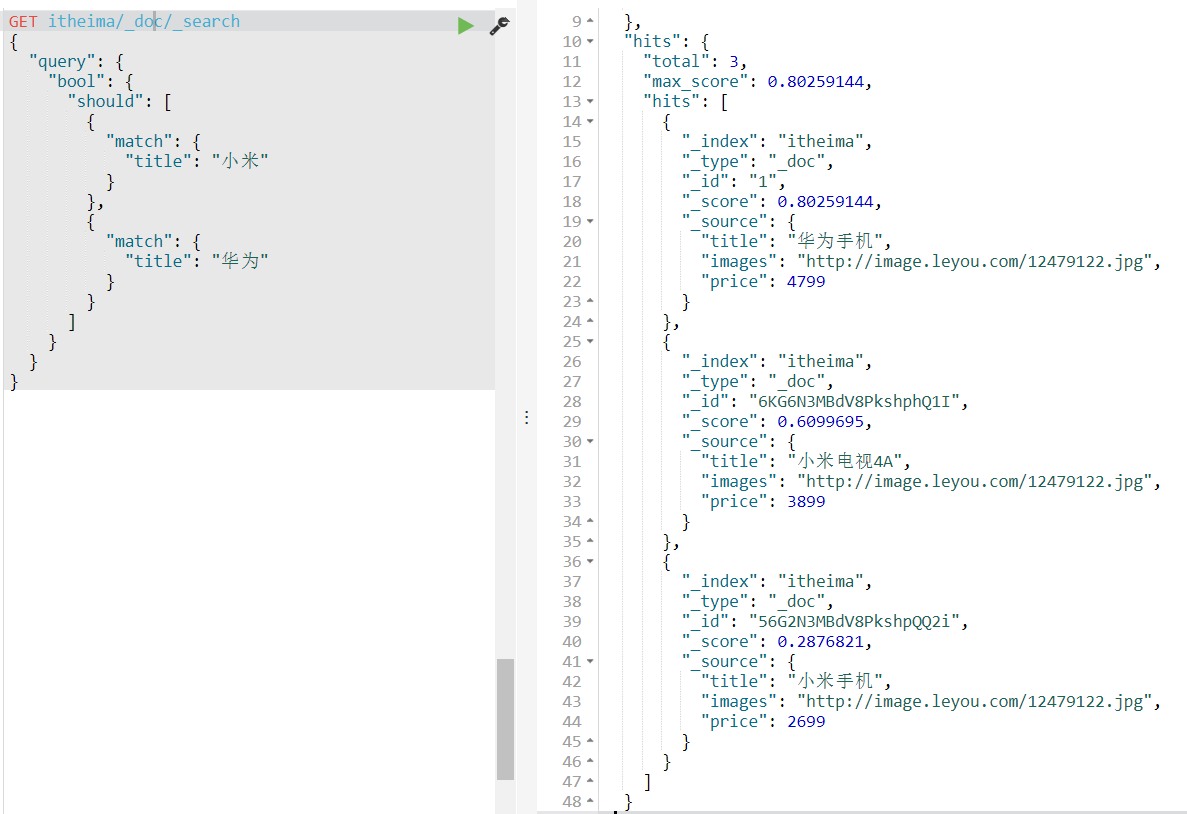 GET itheima/_doc/_search
{
  "query": {
    "bool": {
      "should": [
        {
          "match": {
            "title": "小米"
          }
        },
        {
          "match": {
            "title": "华为"
          }
        }
      ]
    }
  }
}
9 },
10 "hits": {
11 "total": 3,
12 "max_score": 0.80259144,
13 "hits": [
14 {
15 "_index": "itheima",
16 "_type": "_doc",
17 "_id": "1",
18 "_score": 0.80259144,
19 "_source": {
20 "title": "华为手机",
21 "images": "http://image.leyou.com/12479122.jpg",
22 "price": 4799
23 }
24 },
25 {
26 "_index": "itheima",
27 "_type": "_doc",
28 "_id": "6KG6N3MBdV8PkshphQ1I",
29 "_score": 0.6099695,
30 "_source": {
31 "title": "小米电视4A",
32 "images": "http://image.leyou.com/12479122.jpg",
33 "price": 3899
34 }
35 },
36 {
37 "_index": "itheima",
38 "_type": "_doc",
39 "_id": "56G2N3MBdV8PkshpQQ2i",
40 "_score": 0.2876821,
41 "_source": {
42 "title": "小米手机",
43 "images": "http://image.leyou.com/12479122.jpg",
44 "price": 2699
45 }
46 }
47 ]
48 }